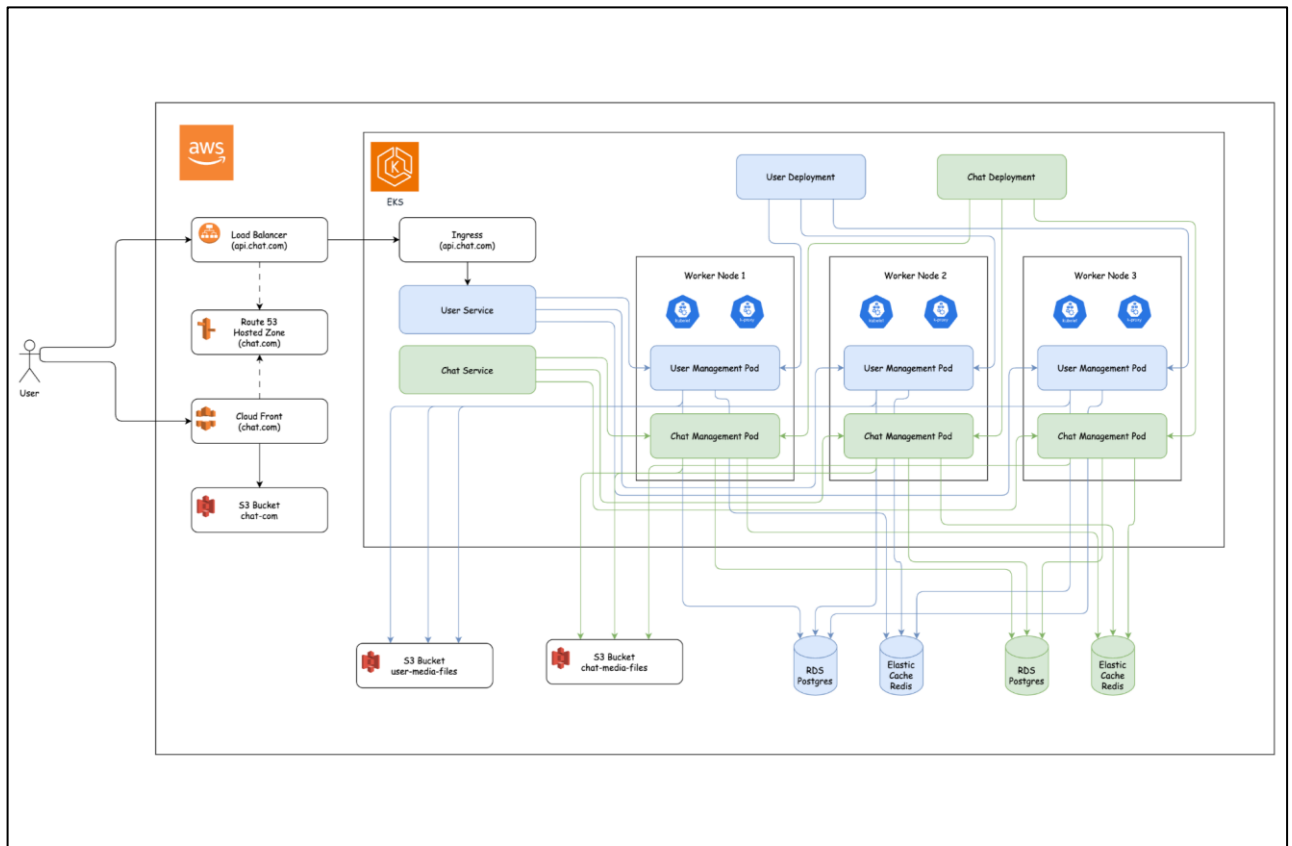 aws
EKS
User Deployment
Chat Deployment
Load Balancer
(api.chat.com)
Ingress
(api.chat.com)
Worker Node 1
Worker Node 2
Worker Node 3
User Service
Route 53
Hosted Zone
(chat.com)
Chat Service
User Management Pod
User Management Pod
User Management Pod
User
Cloud Front
(chat.com)
Chat Management Pod
Chat Management Pod
Chat Management Pod
S3 Bucket
chat-com
S3 Bucket
user-media-files
S3 Bucket
chat-media-files
RDS
Postgres
Elastic
Cache
Redis
RDS
Postgres
Elastic
Cache
Redis